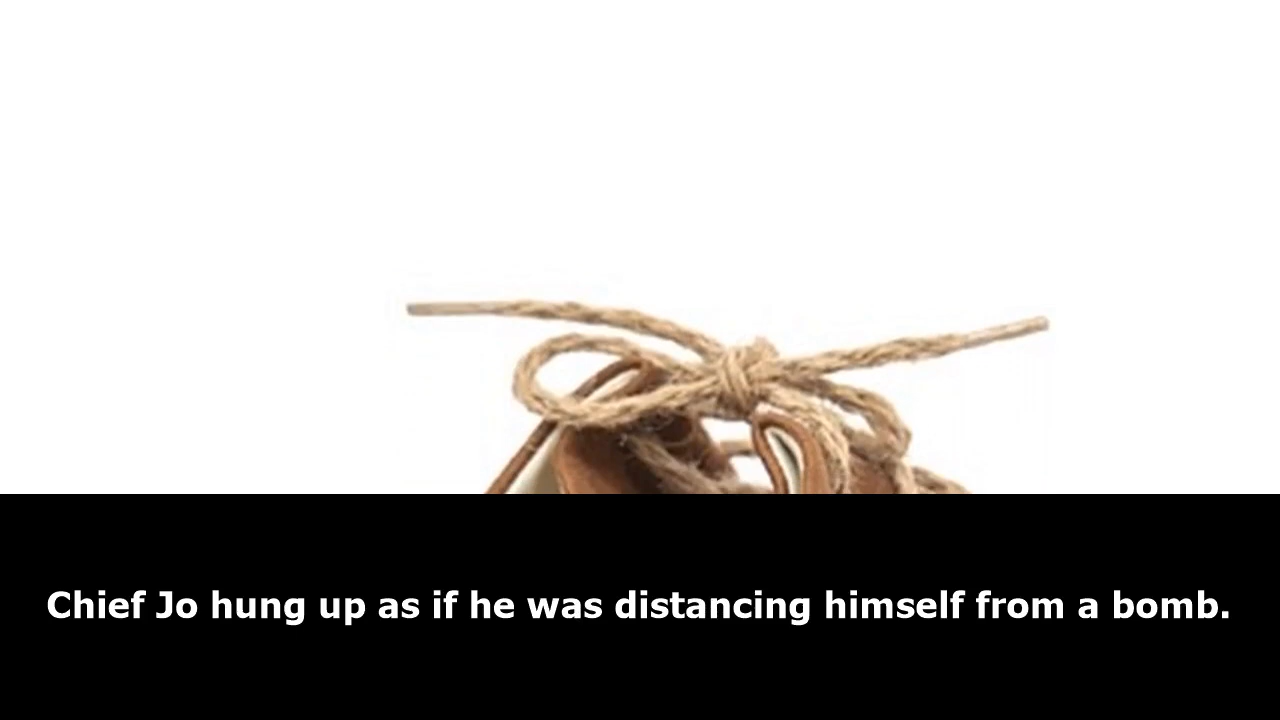 Chief Jo hung up as if he was distancing himself from a bomb.